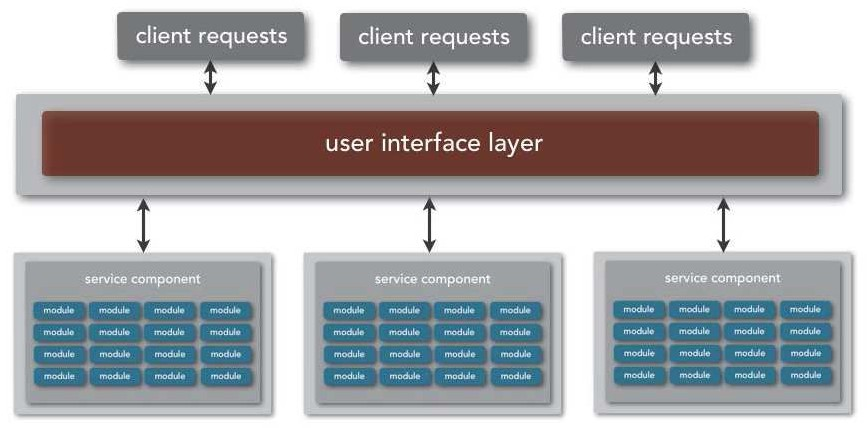 client requests client requests client requests
user interface layer
service component service component service component
module module module module module module module module module module module module
module module module module module module module module module module module module
module module module module module module module module module module module module
module module module module module module module module module module module module